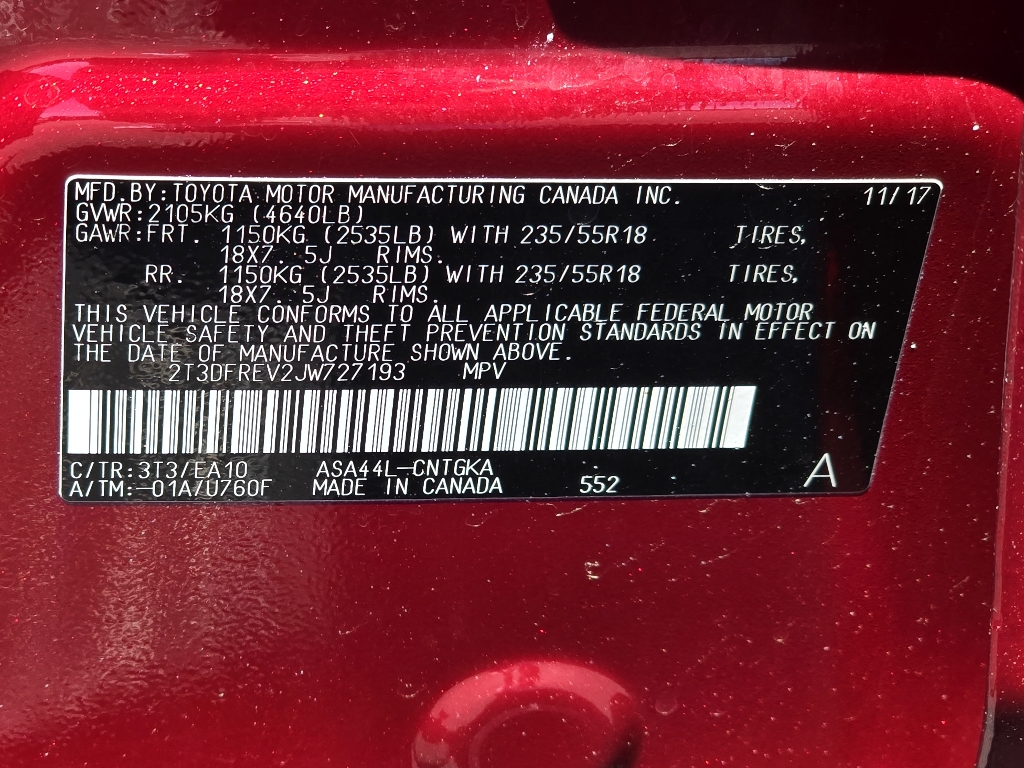 MFD.BY:TOYOTA MOTOR MANUFACTURING CANADA INC. 11/17
GVWR:2105KG (4640LB)
GAWR:FRT. 1150KG (2535LB) WITH 235/55R18 TIRES,
18X7. 5J RIMS.
RR. 1150KG (2535LB) WITH 235/55R18 TIRES,
18X7. 5J RIMS.
THIS VEHICLE CONFORMS TO ALL APPLICABLE FEDERAL MOTOR
VEHICLE SAFETY AND THEFT PREVENTION STANDARDS IN EFFECT ON
THE DATE OF MANUFACTURE SHOWN ABOVE.
2T3DFREV2JW727193 MPV
C/TR:3T3/EA10 ASA44L-CNTGKA
A/TM:-01A/U760F MADE IN CANADA 552 A